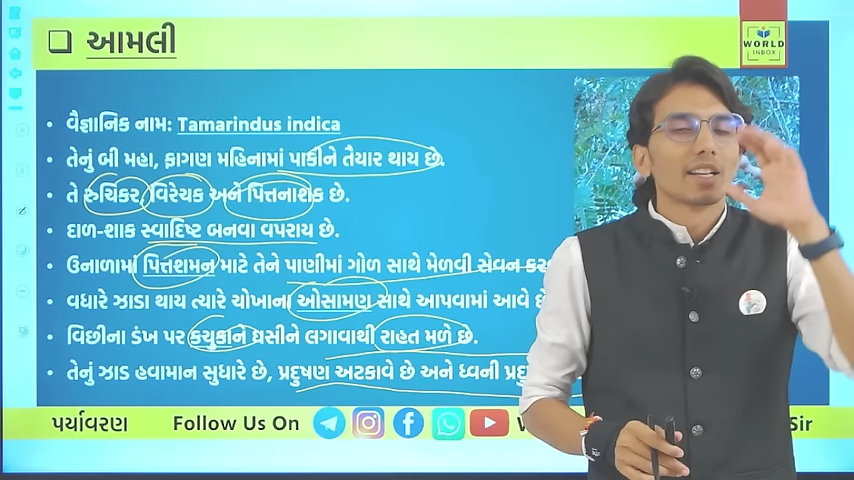 ❑ આમલી
WORLD
INBOX
• વૈજ્ઞાનિક નામ: Tamarindus indica
• તેનું બી મહા, ફાગણ મહિનામાં પાકીને તૈયાર થાય છે.
• તે રુચિકર, વિરેચક અને પિત્તનાશક છે.
• દાળ-શાક સ્વાદિષ્ટ બનવા વપરાય છે.
• ઉનાળામાં પિત્તશમન માટે તેને પાણીમાં ગોળ સાથે મેળવી સેવન
• વધારે ઝાડા થાય ત્યારે ચોખાના ઓસામણ સાથે આપવામાં આવે
• વિછીના ડંખ પર કચુકાને ઘસીને લગાવાથી રાહત મળે છે.
• તેનું ઝાડ હવામાન સુધારે છે, પ્રદુષણ અટકાવે છે અને ધ્વની
પર્યાવરણ Follow Us On Sir